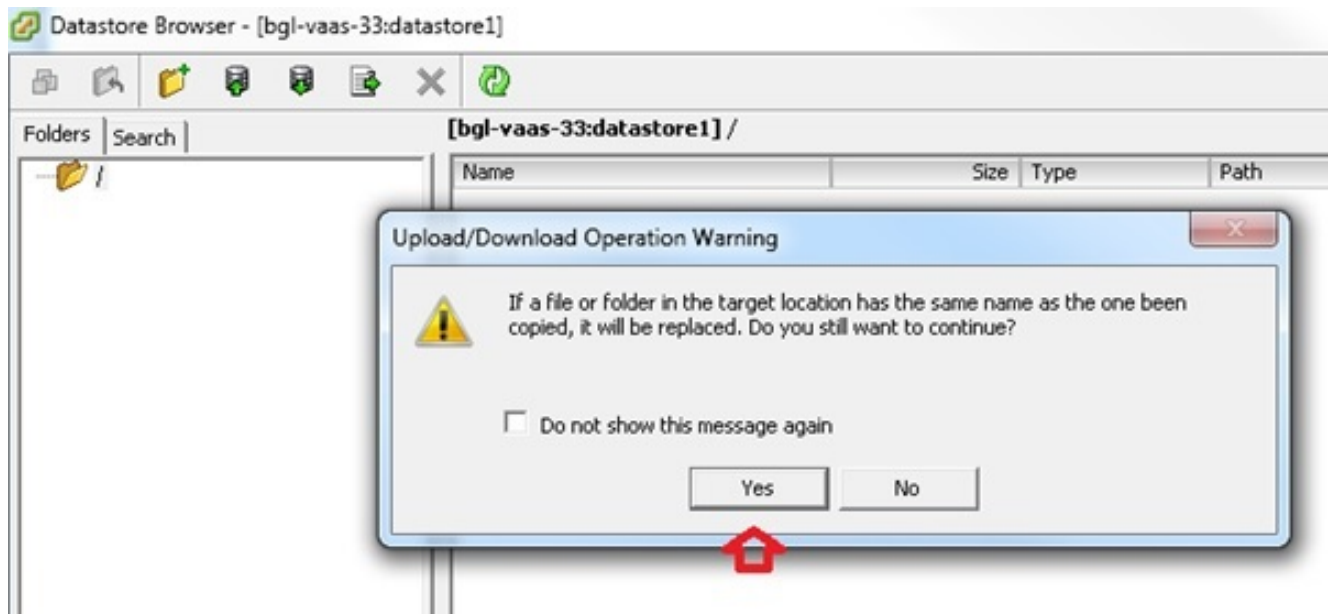 Datastore Browser - [bgl-vaas-33:datastore1]
Folders Search
[bgl-vaas-33:datastore1] /
/
Name Size Type Path
Upload/Download Operation Warning
If a file or folder in the target location has the same name as the one been
copied, it will be replaced. Do you still want to continue?
Do not show this message again
Yes No